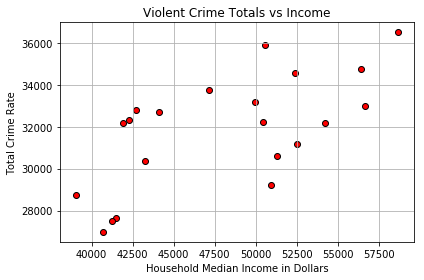 Violent Crime Totals vs Income
36000
34000
32000
30000
28000
Total Crime Rate
40000 42500 45000 47500 50000 52500 55000 57500
Household Median Income in Dollars